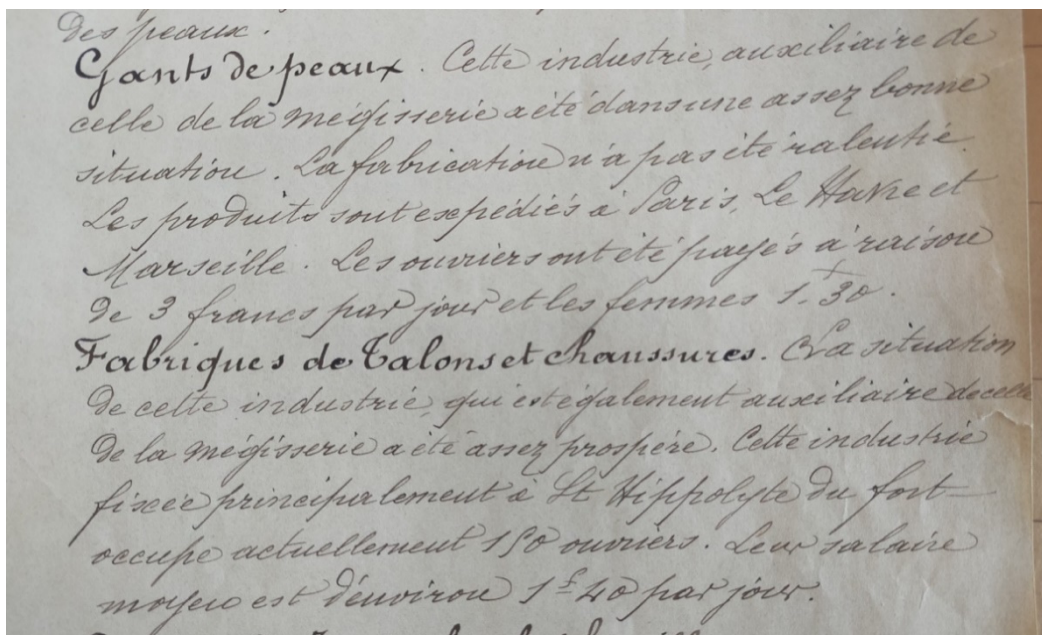 des peaux.
Gants de peaux. Cette industrie, auxiliaire de
celle de la mégisserie a été dans une assez bonne
situation. La fabrication n'a pas été ralentie.
Les produits sont expédiés à Paris, Le Havre et
Marseille. Les ouvriers ont été payés à raison
de 3 francs par jour et les femmes 1f 30.
Fabriques de Talons et chaussures. La situation
de cette industrie, qui est également auxiliaire de celle
de la mégisserie a été assez prospère. Cette industrie
fixée principalement à St Hippolyte du fort
occupe actuellement 150 ouvriers. Leur salaire
moyen est d'environ 1f 40 par jour.